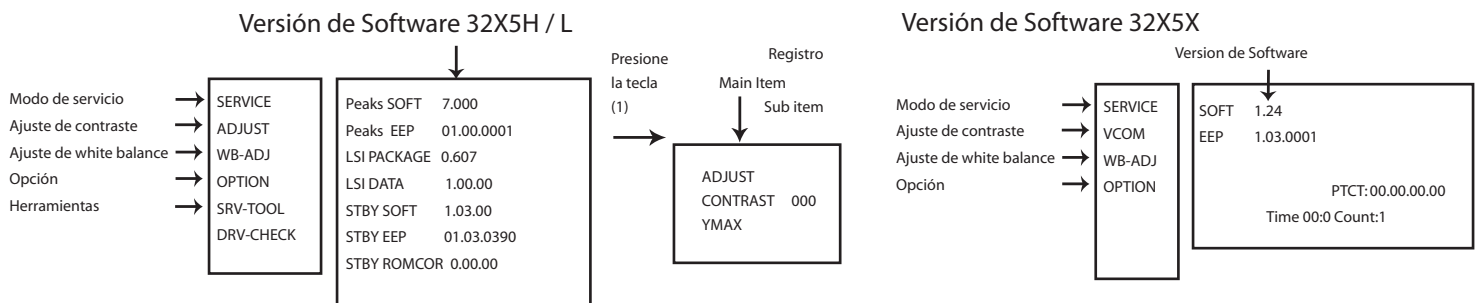 Versión de Software 32X5H / L
Modo de servicio
Ajuste de contraste
Ajuste de white balance
Opción
Herramientas
SERVICE
ADJUST
WB-ADJ
OPTION
SRV-TOOL
DRV-CHECK
Peaks SOFT 7.000
Peaks EEP 01.00.0001
LSI PACKAGE 0.607
LSI DATA 1.00.00
STBY SOFT 1.03.00
STBY EEP 01.03.0390
STBY ROMCOR 0.00.00
Presione
la tecla
(1)
Registro
Main Item
Sub item
ADJUST
CONTRAST 000
YMAX
Versión de Software 32X5X
Version de Software
Modo de servicio
Ajuste de contraste
Ajuste de white balance
Opción
SERVICE
VCOM
WB-ADJ
OPTION
SOFT 1.24
EEP 1.03.0001
PTCT: 00.00.00.00
Time 00:0 Count:1